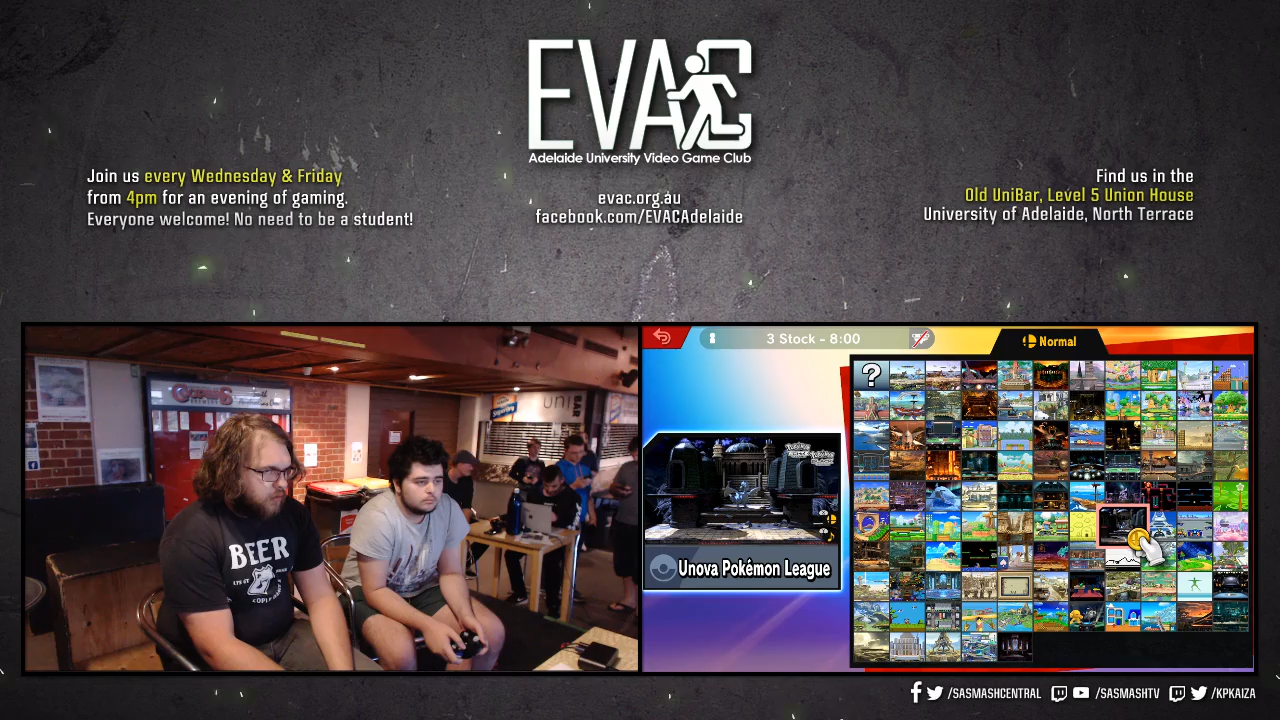 EVAC
Adelaide University Video Game Club
Join us every Wednesday & Friday
from 4pm for an evening of gaming.
Everyone welcome! No need to be a student!
evac.org.au
facebook.com/EVACAdelaide
Find us in the
Old UniBar, Level 5 Union House
University of Adelaide, North Terrace
UNI
BAR
BEER
3 Stock - 8:00
Normal
?
Unova Pokémon League
/SASMASHCENTRAL
/SASMASHTV
/KPKAIZA